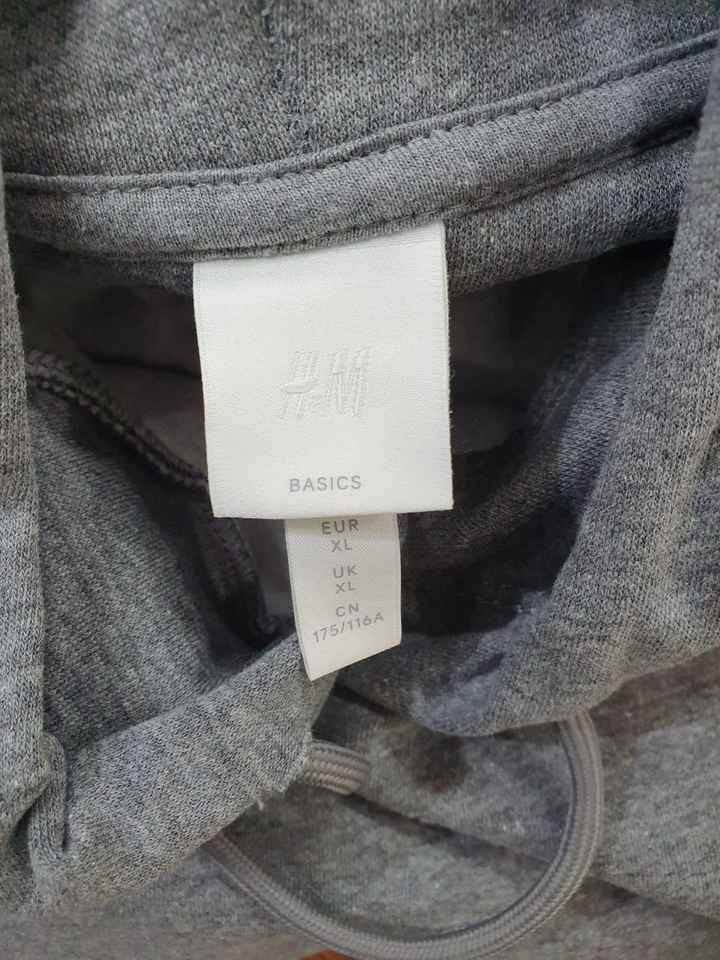 H&M
BASICS
EUR
XL
UK
XL
CN
175/116A